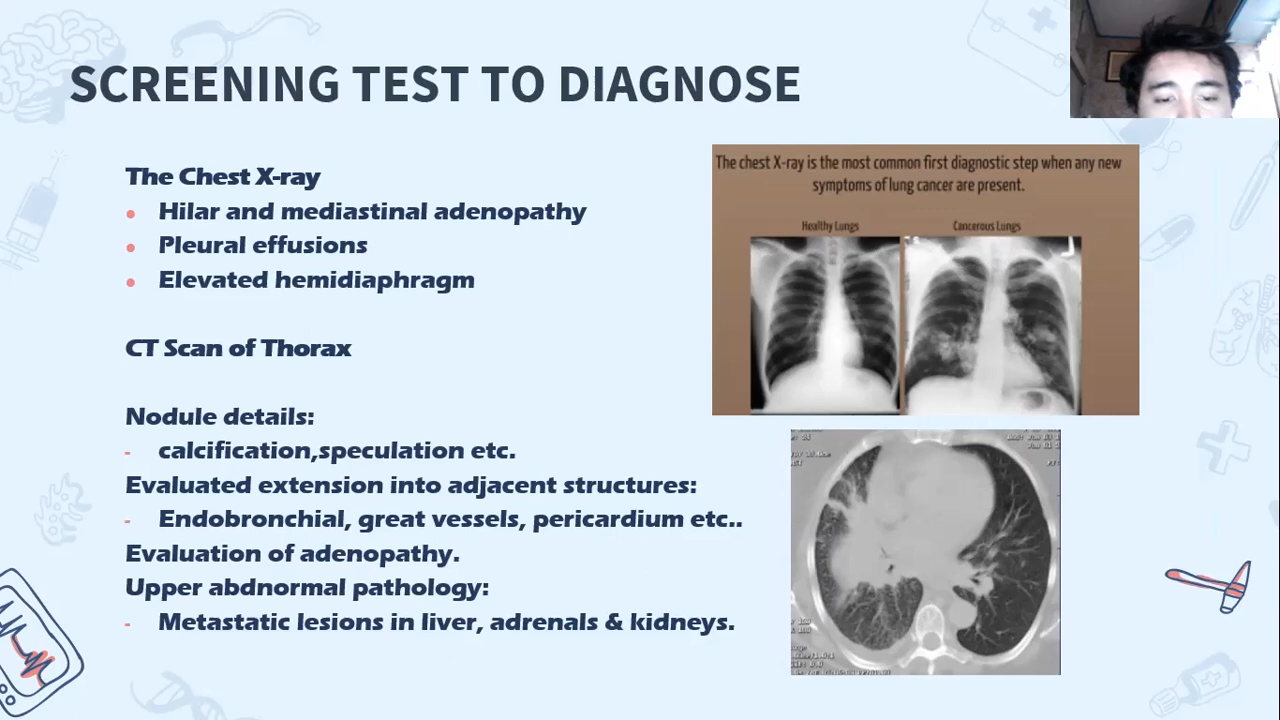 SCREENING TEST TO DIAGNOSE
The Chest X-ray
• Hilar and mediastinal adenopathy
• Pleural effusions
• Elevated hemidiaphragm
CT Scan of Thorax
Nodule details:
- calcification,speculation etc.
Evaluated extension into adjacent structures:
- Endobronchial, great vessels, pericardium etc..
Evaluation of adenopathy.
Upper abdnormal pathology:
- Metastatic lesions in liver, adrenals & kidneys.
The chest X-ray is the most common first diagnostic step when any new
symptoms of lung cancer are present.
Healthy Lungs
Cancerous Lungs